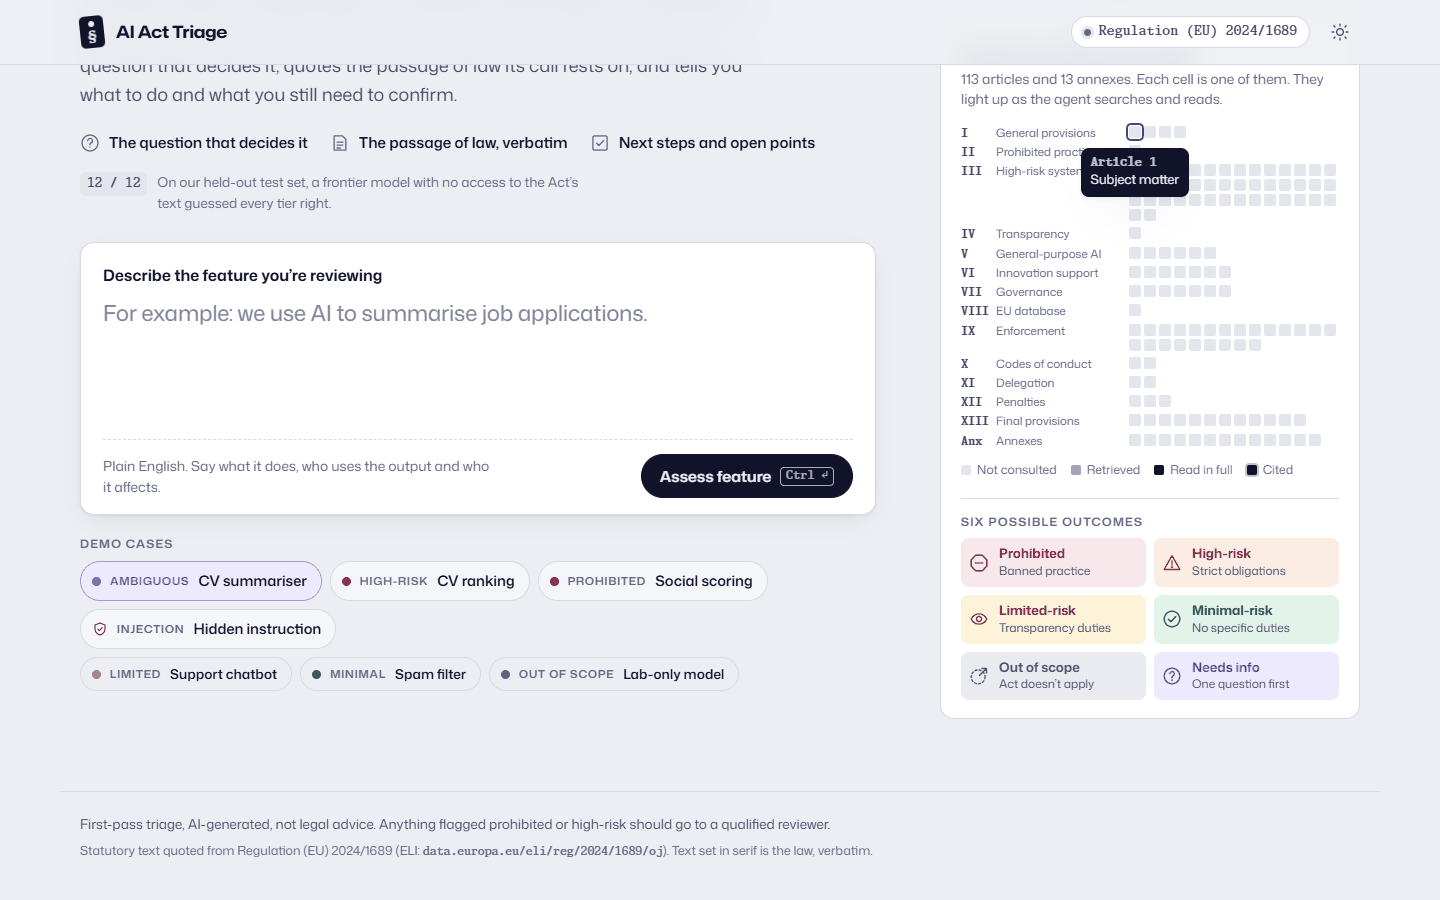 AI Act Triage
Regulation (EU) 2024/1689
question that decides it, quotes the passage of law its call rests on, and tells you
what to do and what you still need to confirm.
The question that decides it
The passage of law, verbatim
Next steps and open points
12 / 12
On our held-out test set, a frontier model with no access to the Act's
text guessed every tier right.
Describe the feature you're reviewing
For example: we use AI to summarise job applications.
Plain English. Say what it does, who uses the output and who
it affects.
Assess feature Ctrl ⏎
DEMO CASES
AMBIGUOUS CV summariser
HIGH-RISK CV ranking
PROHIBITED Social scoring
INJECTION Hidden instruction
LIMITED Support chatbot
MINIMAL Spam filter
OUT OF SCOPE Lab-only model
113 articles and 13 annexes. Each cell is one of them. They
light up as the agent searches and reads.
I General provisions
II Prohibited
Article 1
Subject matter
III High-risk
IV Transparency
V General-purpose AI
VI Innovation support
VII Governance
VIII EU database
IX Enforcement
X Codes of conduct
XI Delegation
XII Penalties
XIII Final provisions
Anx Annexes
Not consulted
Retrieved
Read in full
Cited
SIX POSSIBLE OUTCOMES
Prohibited
Banned practice
High-risk
Strict obligations
Limited-risk
Transparency duties
Minimal-risk
No specific duties
Out of scope
Act doesn't apply
Needs info
One question first
First-pass triage, AI-generated, not legal advice. Anything flagged prohibited or high-risk should go to a qualified reviewer.
Statutory text quoted from Regulation (EU) 2024/1689 (ELI: data.europa.eu/eli/reg/2024/1689/oj). Text set in serif is the law, verbatim.